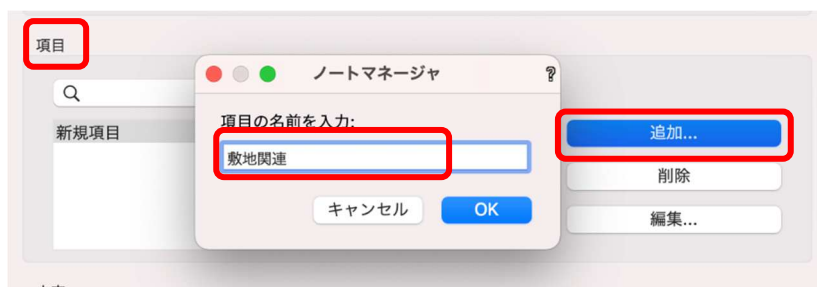 項目
ノートマネージャ
?
新規項目
項目の名前を入力:
敷地関連
キャンセル
OK
追加...
削除
編集...